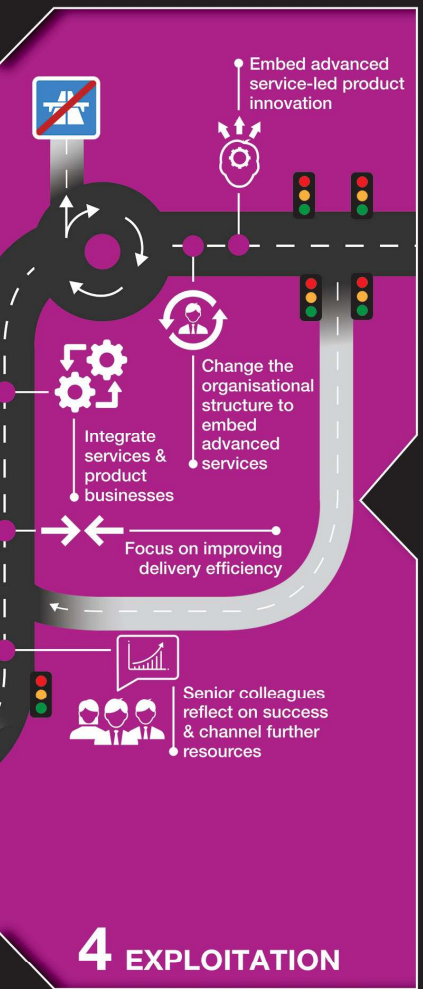 Embed advanced
service-led product
innovation
Change the
organisational
structure to
embed
advanced
services
Integrate
services &
product
businesses
Focus on improving
delivery efficiency
Senior colleagues
reflect on success
& channel further
resources
4 EXPLOITATION